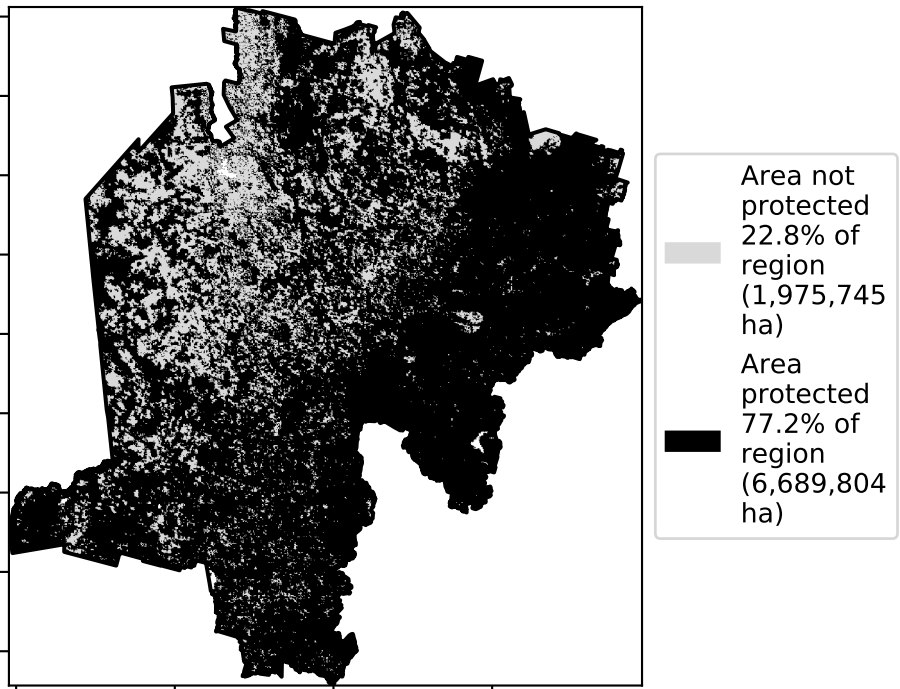 Area not
protected
22.8% of
region
(1,975,745
ha)
Area
protected
77.2% of
region
(6,689,804
ha)